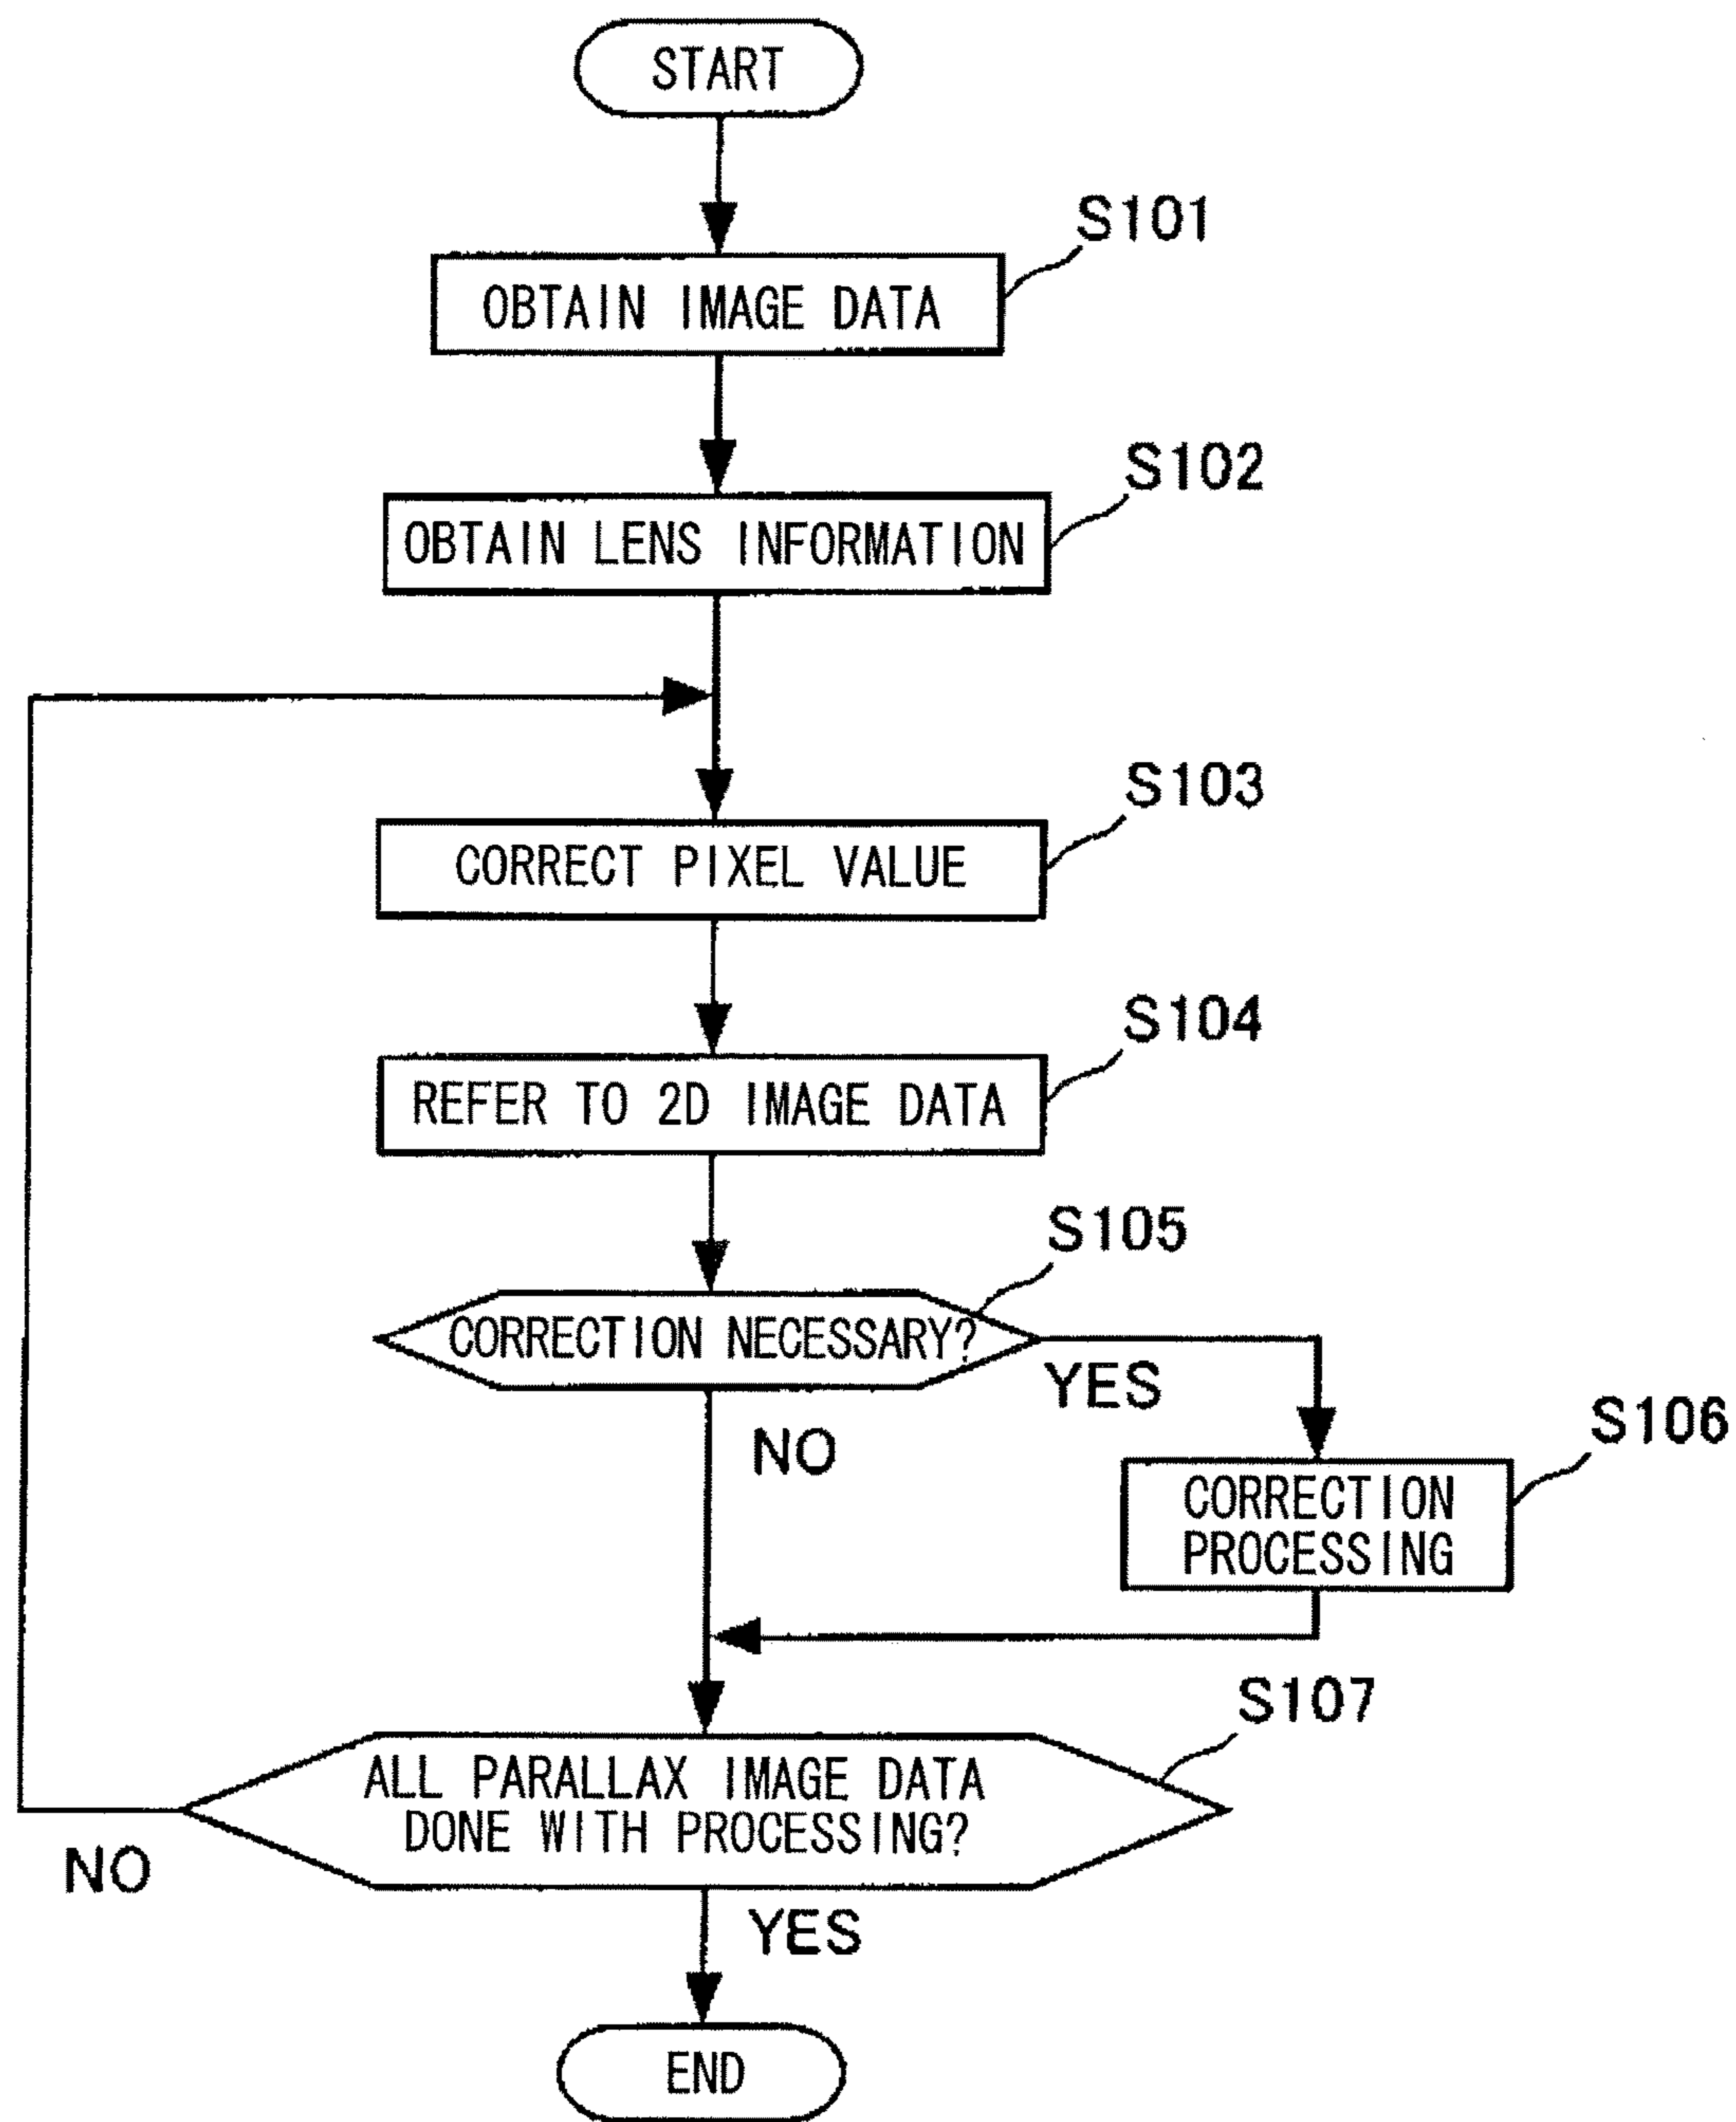 START
S101
OBTAIN IMAGE DATA
S102
OBTAIN LENS INFORMATION
S103
CORRECT PIXEL VALUE
S104
REFER TO 2D IMAGE DATA
S105
CORRECTION NECESSARY?
YES
NO
S106
CORRECTION
PROCESSING
S107
ALL PARALLAX IMAGE DATA
DONE WITH PROCESSING?
NO
YES
END